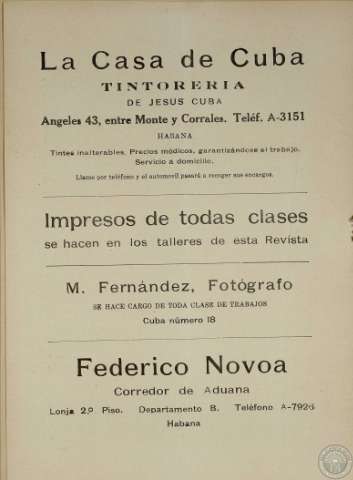 La Casa de Cuba
TINTORERIA
DE JESUS CUBA
Angeles 43, entre Monte y Corrales. Teléf. A-3151
HABANA
Tintes inalterables. Precios módicos, garantizándose el trabajo.
Servicio a domicilio.
Llame por teléfono y el automovil pasará a recoger sus encargos.
Impresos de todas clases
se hacen en los talleres de esta Revista
M. Fernández, Fotógrafo
SE HACE CARGO DE TODA CLASE DE TRABAJOS
Cuba número 18
Federico Novoa
Corredor de Aduana
Lonja 2.º Piso. Departamento B. Teléfono A-7926
Habana